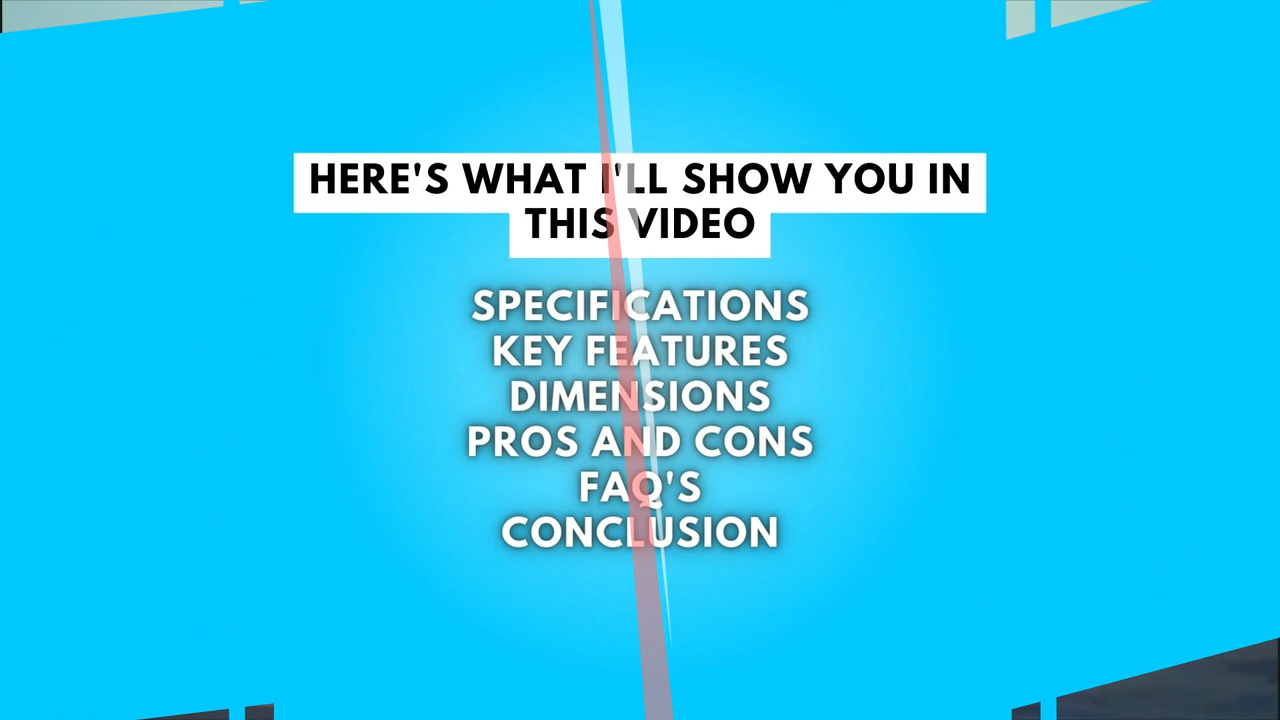 HERE'S WHAT I'LL SHOW YOU IN
THIS VIDEO
SPECIFICATIONS
KEY FEATURES
DIMENSIONS
PROS AND CONS
FAQ'S
CONCLUSION